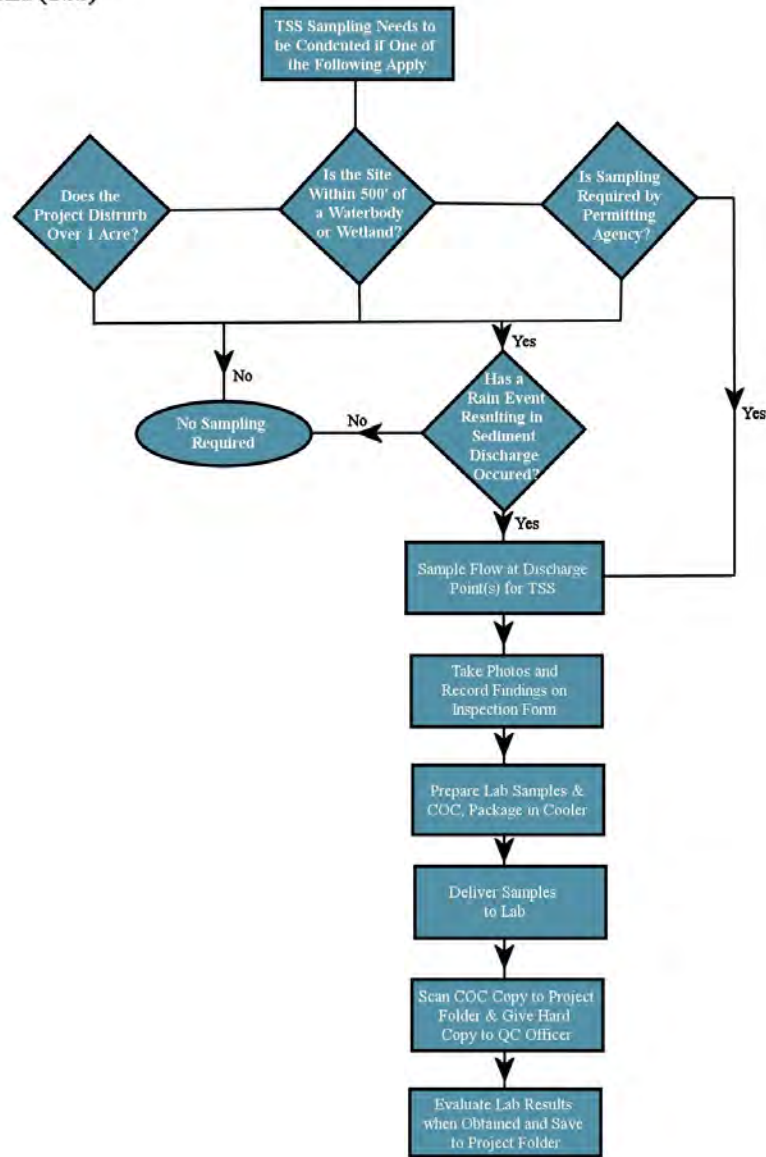 TSS Sampling Needs to
be Condcuted if One of
the Following Apply
Does the
Project Distrurb
Over 1 Acre?
Is the Site
Within 500' of
a Waterbody
or Wetland?
Is Sampling
Required by
Permitting
Agency?
No
Yes
Yes
No Sampling
Required
No
Has a
Rain Event
Resulting in
Sediment
Discharge
Occured?
Yes
Sample Flow at Discharge
Point(s) for TSS
Take Photos and
Record Findings on
Inspection Form
Prepare Lab Samples &
COC, Package in Cooler
Deliver Samples
to Lab
Scan COC Copy to Project
Folder & Give Hard
Copy to QC Officer
Evaluate Lab Results
when Obtained and Save
to Project Folder